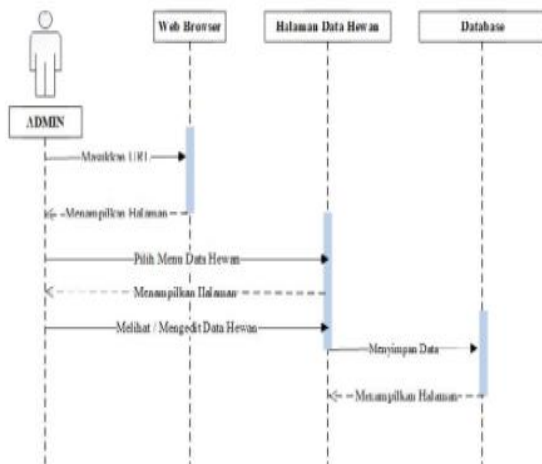 Web Browser
Halaman Data Hewan
Database
ADMIN
Masukkan URL
Menampilkan Halaman
Pilih Menu Data Hewan
Menampilkan Halaman
Melihat / Mengedit Data Hewan
Menyimpan Data
Menampilkan Halaman